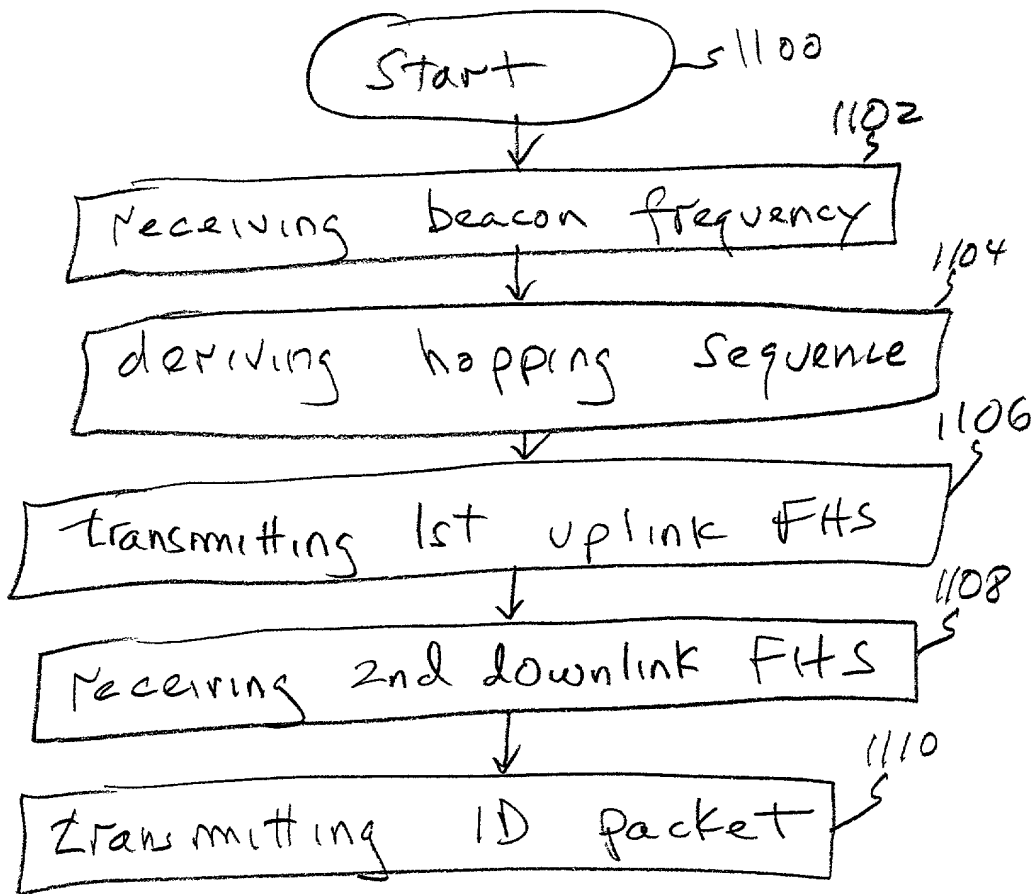 Start 1100
1102
receiving beacon frequency
1104
deriving hopping sequence
1106
transmitting 1st uplink FHS
1108
receiving 2nd downlink FHS
1110
transmitting ID packet